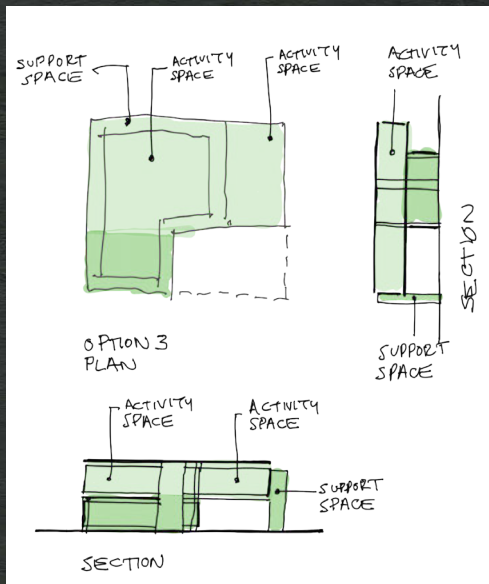 SUPPORT
SPACE
ACTIVITY
SPACE
ACTIVITY
SPACE
ACTIVITY
SPACE
OPTION 3
PLAN
SECTION
SUPPORT
SPACE
ACTIVITY
SPACE
ACTIVITY
SPACE
SUPPORT
SPACE
SECTION